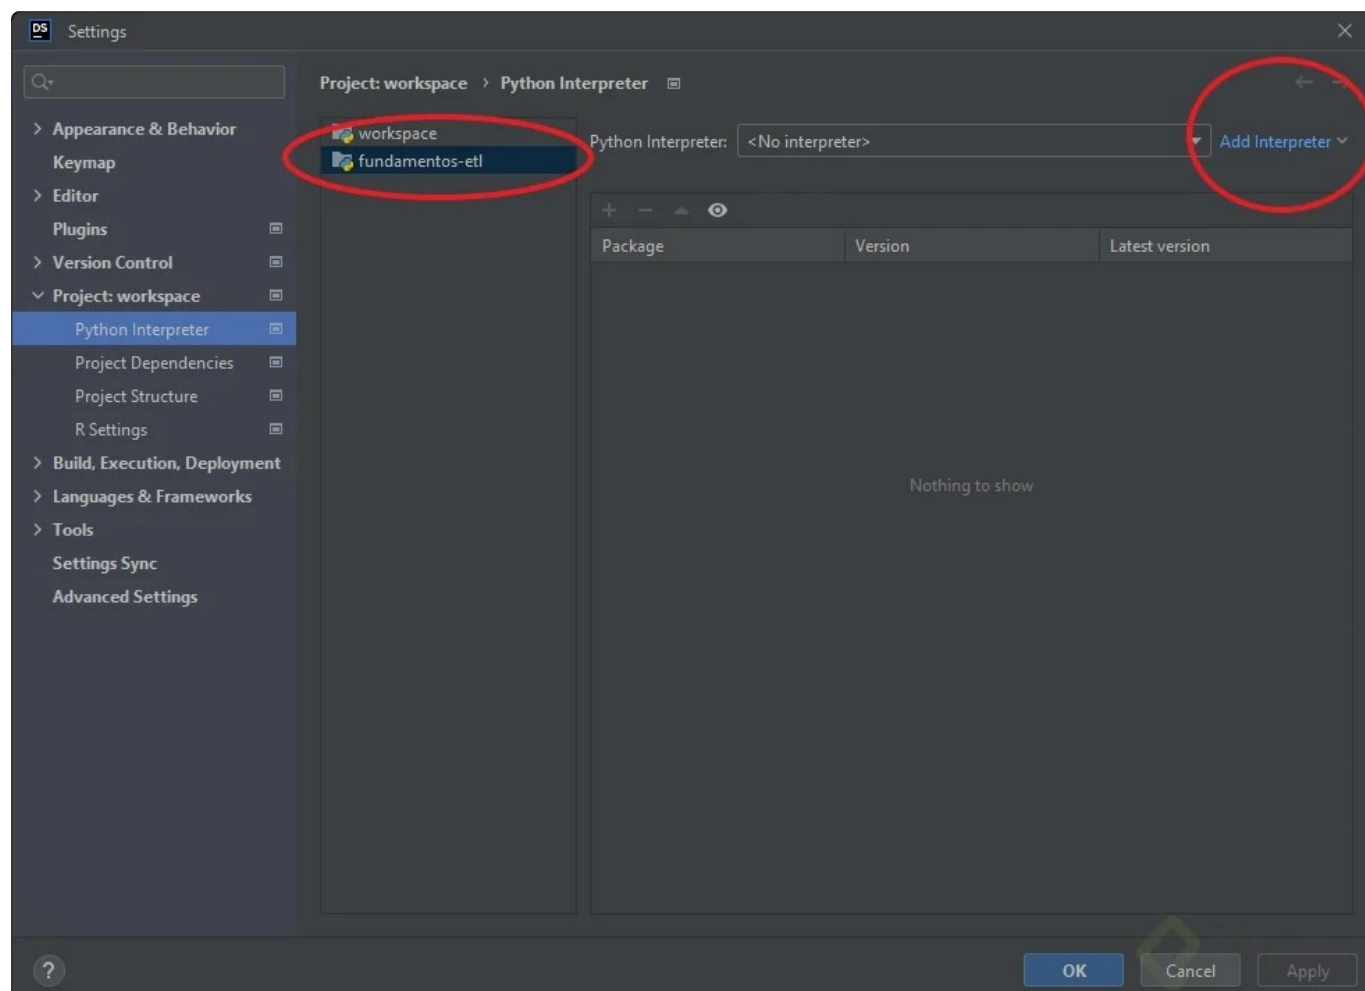 DS Settings
Project: workspace › Python Interpreter
Appearance & Behavior
Keymap
Editor
Plugins
Version Control
Project: workspace
Python Interpreter
Project Dependencies
Project Structure
R Settings
Build, Execution, Deployment
Languages & Frameworks
Tools
Settings Sync
Advanced Settings
workspace
fundamentos-etl
Python Interpreter: <No interpreter> Add Interpreter
Package Version Latest version
Nothing to show
? OK Cancel Apply